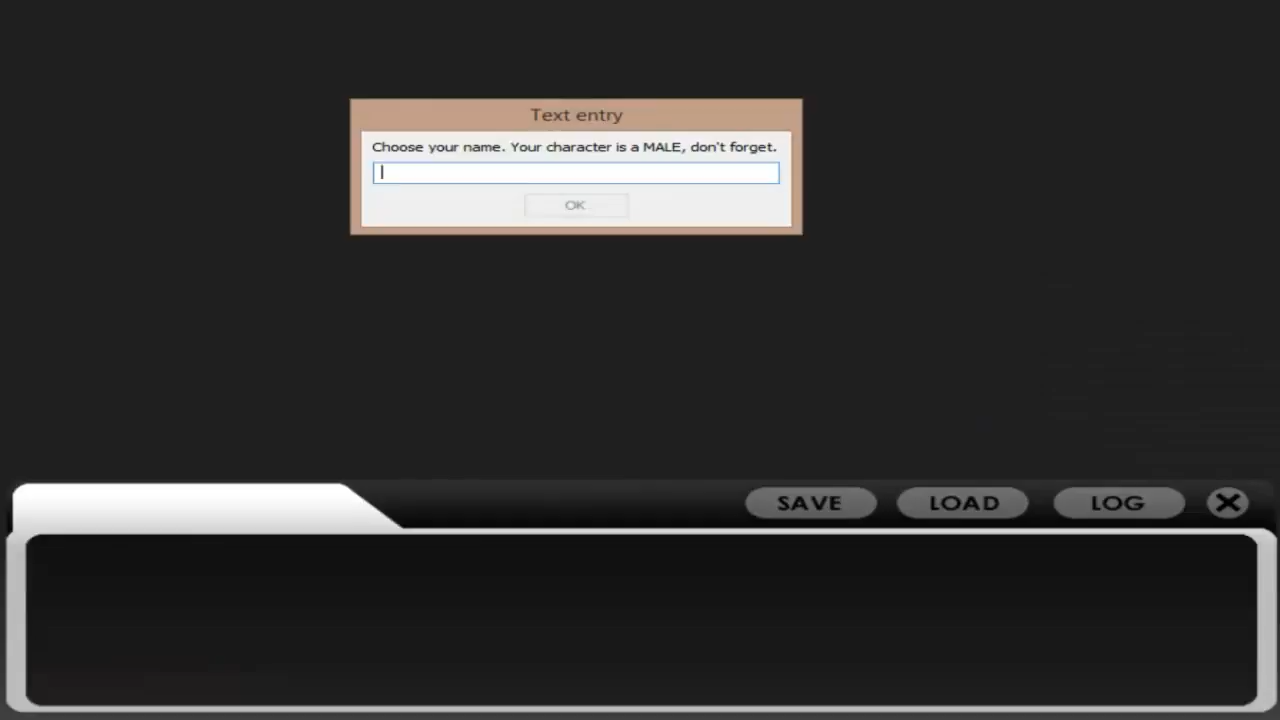 Text entry
Choose your name. Your character is a MALE, don't forget.
OK
SAVE LOAD LOG